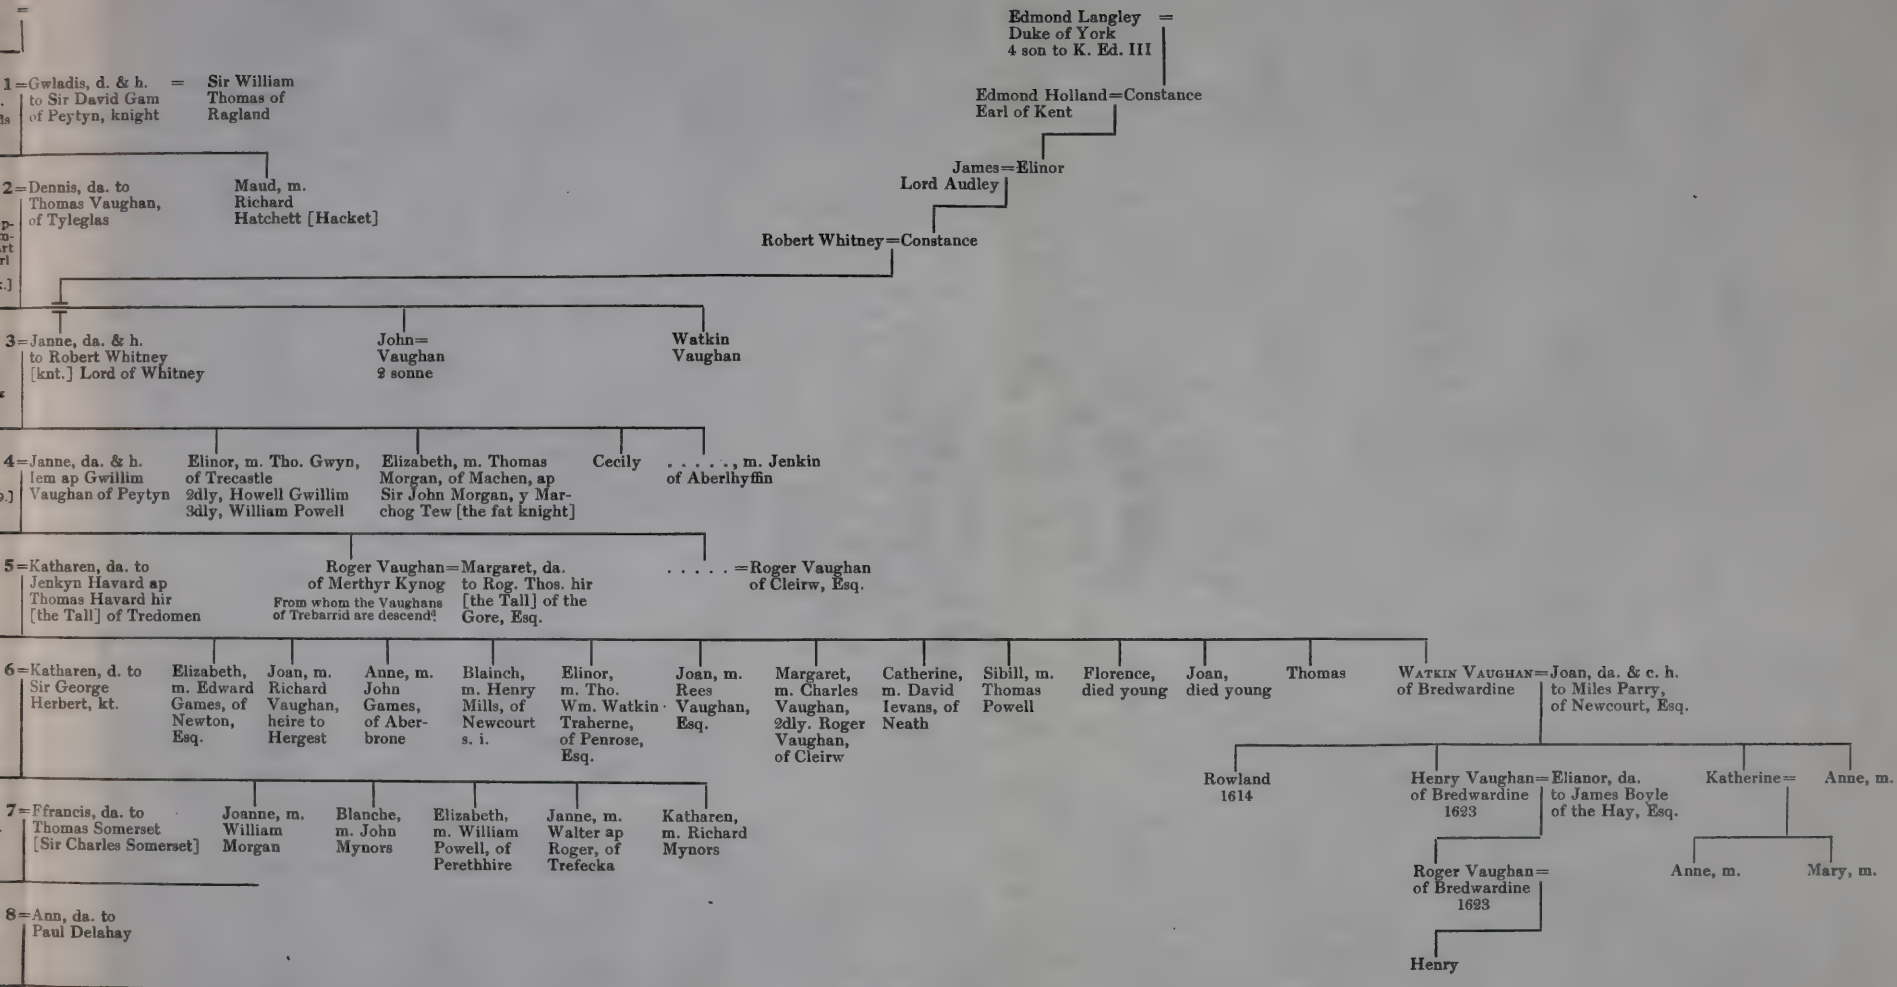 Edmond Langley =
Duke of York
4 son to K. Ed. III
1=Gwladis, d. & h. =
to Sir David Gam
of Peytyn, knight
Sir William
Thomas of
Ragland
Edmond Holland=Constance
Earl of Kent
James=Elinor
Lord Audley
2=Dennis, da. to
Thomas Vaughan,
of Tyleglas
Maud, m.
Richard
Hatchett [Hacket]
Robert Whitney=Constance
3=Janne, da. & h.
to Robert Whitney
[knt.] Lord of Whitney
John=
Vaughan
2 sonne
Watkin
Vaughan
4=Janne, da. & h.
Iem ap Gwillim
Vaughan of Peytyn
Elinor, m. Tho. Gwyn,
of Trecastle
2dly, Howell Gwillim
3dly, William Powell
Elizabeth, m. Thomas
Morgan, of Machen, ap
Sir John Morgan, y Mar-
chog Tew [the fat knight]
Cecily
. . . . ., m. Jenkin
of Aberlhyffin
5=Katharen, da. to
Jenkyn Havard ap
Thomas Havard hir
[the Tall] of Tredomen
Roger Vaughan=Margaret, da.
of Merthyr Kynog to Rog. Thos. hir
From whom the Vaughans [the Tall] of the
of Trebarrid are descendd. Gore, Esq.
. . . . . =Roger Vaughan
of Cleirw, Esq.
6=Katharen, d. to
Sir George
Herbert, kt.
Elizabeth,
m. Edward
Games, of
Newton,
Esq.
Joan, m.
Richard
Vaughan,
heire to
Hergest
Anne, m.
John
Games,
of Aber-
brone
Blainch,
m. Henry
Mills, of
Newcourt
s. i.
Elinor,
m. Tho.
Wm. Watkin
Traherne,
of Penrose,
Esq.
Joan, m.
Rees
Vaughan,
Esq.
Margaret,
m. Charles
Vaughan,
2dly. Roger
Vaughan,
of Cleirw
Catherine,
m. David
Ievans, of
Neath
Sibill, m.
Thomas
Powell
Florence,
died young
Joan,
died young
Thomas
WATKIN VAUGHAN=Joan, da. & c. h.
of Bredwardine to Miles Parry,
of Newcourt, Esq.
Rowland
1614
Henry Vaughan=Elianor, da.
of Bredwardine to James Boyle
1623 of the Hay, Esq.
Katherine=
Anne, m.
7=Ffrancis, da. to
Thomas Somerset
[Sir Charles Somerset]
Joanne, m.
William
Morgan
Blanche,
m. John
Mynors
Elizabeth,
m. William
Powell, of
Perethhire
Janne, m.
Walter ap
Roger, of
Trefecka
Katharen,
m. Richard
Mynors
Roger Vaughan=
of Bredwardine
1623
Anne, m.
Mary, m.
8=Ann, da. to
Paul Delahay
Henry